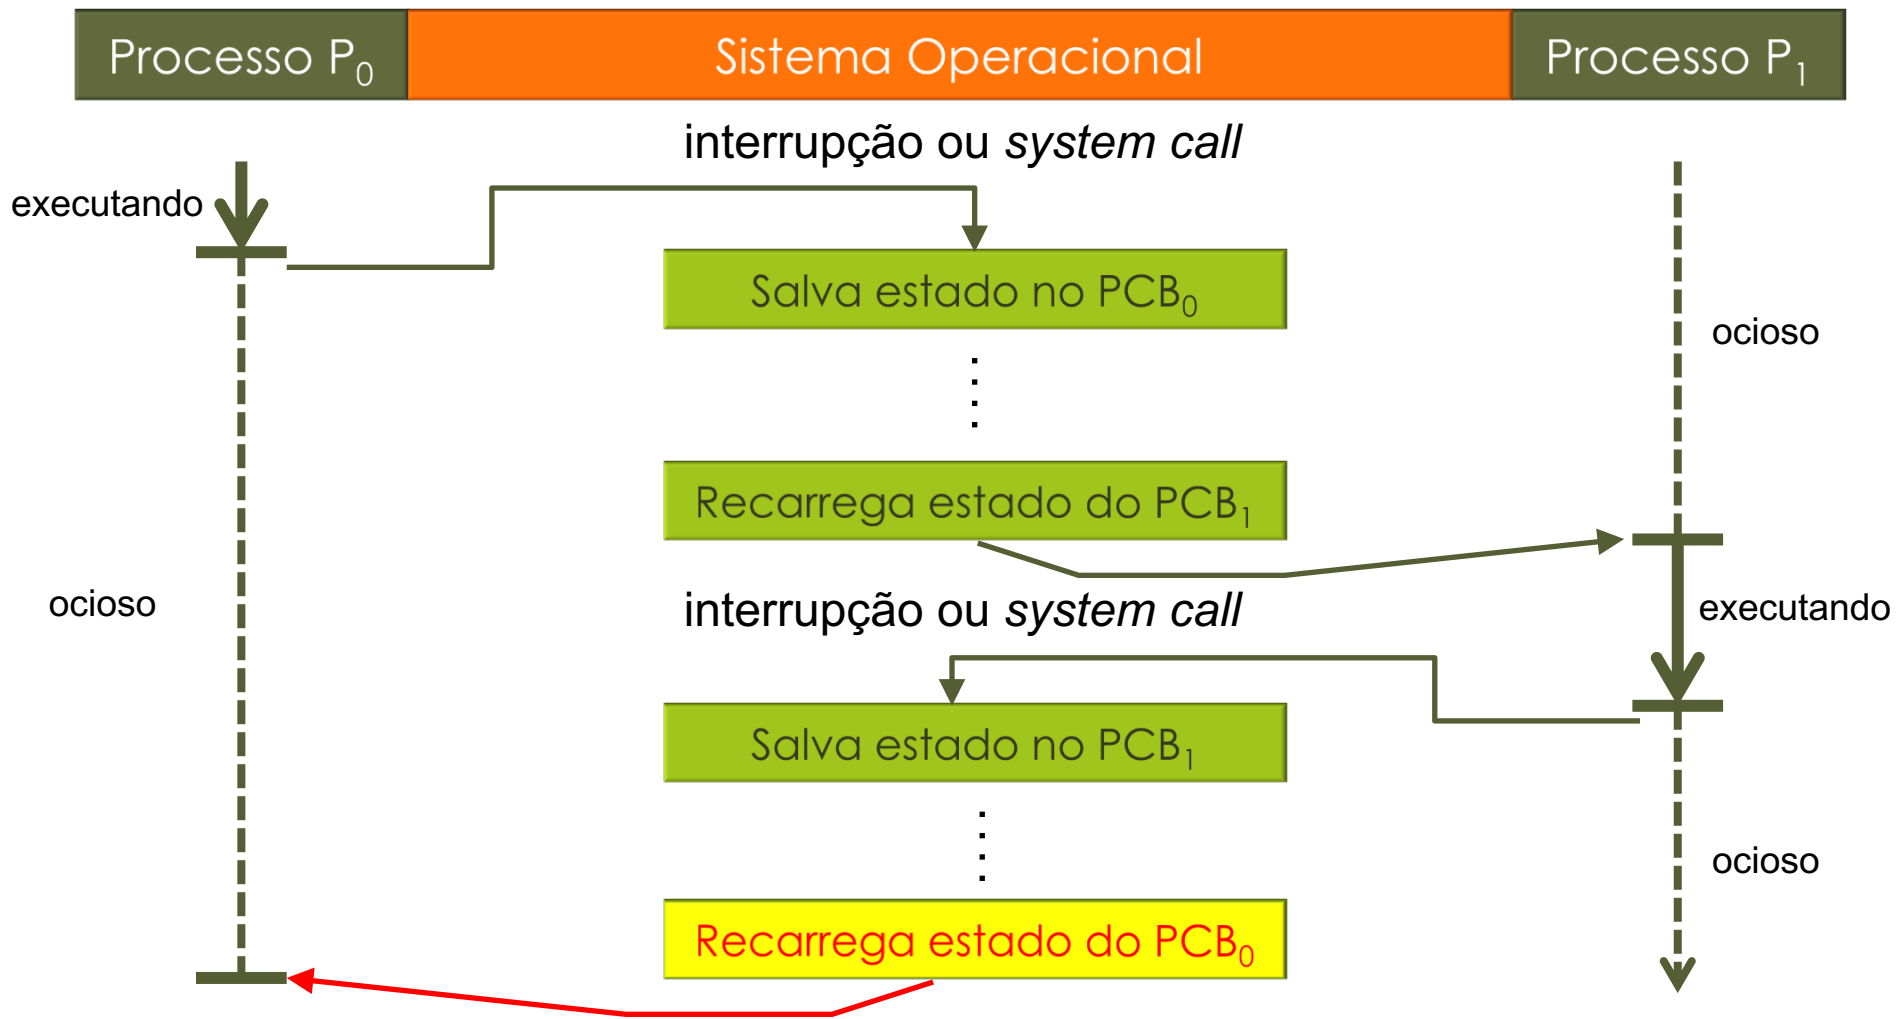 Processo P0
Sistema Operacional
Processo P1
interrupção ou system call
executando
Salva estado no PCB0
ocioso
Recarrega estado do PCB1
ocioso
interrupção ou system call
executando
Salva estado no PCB1
ocioso
Recarrega estado do PCB0